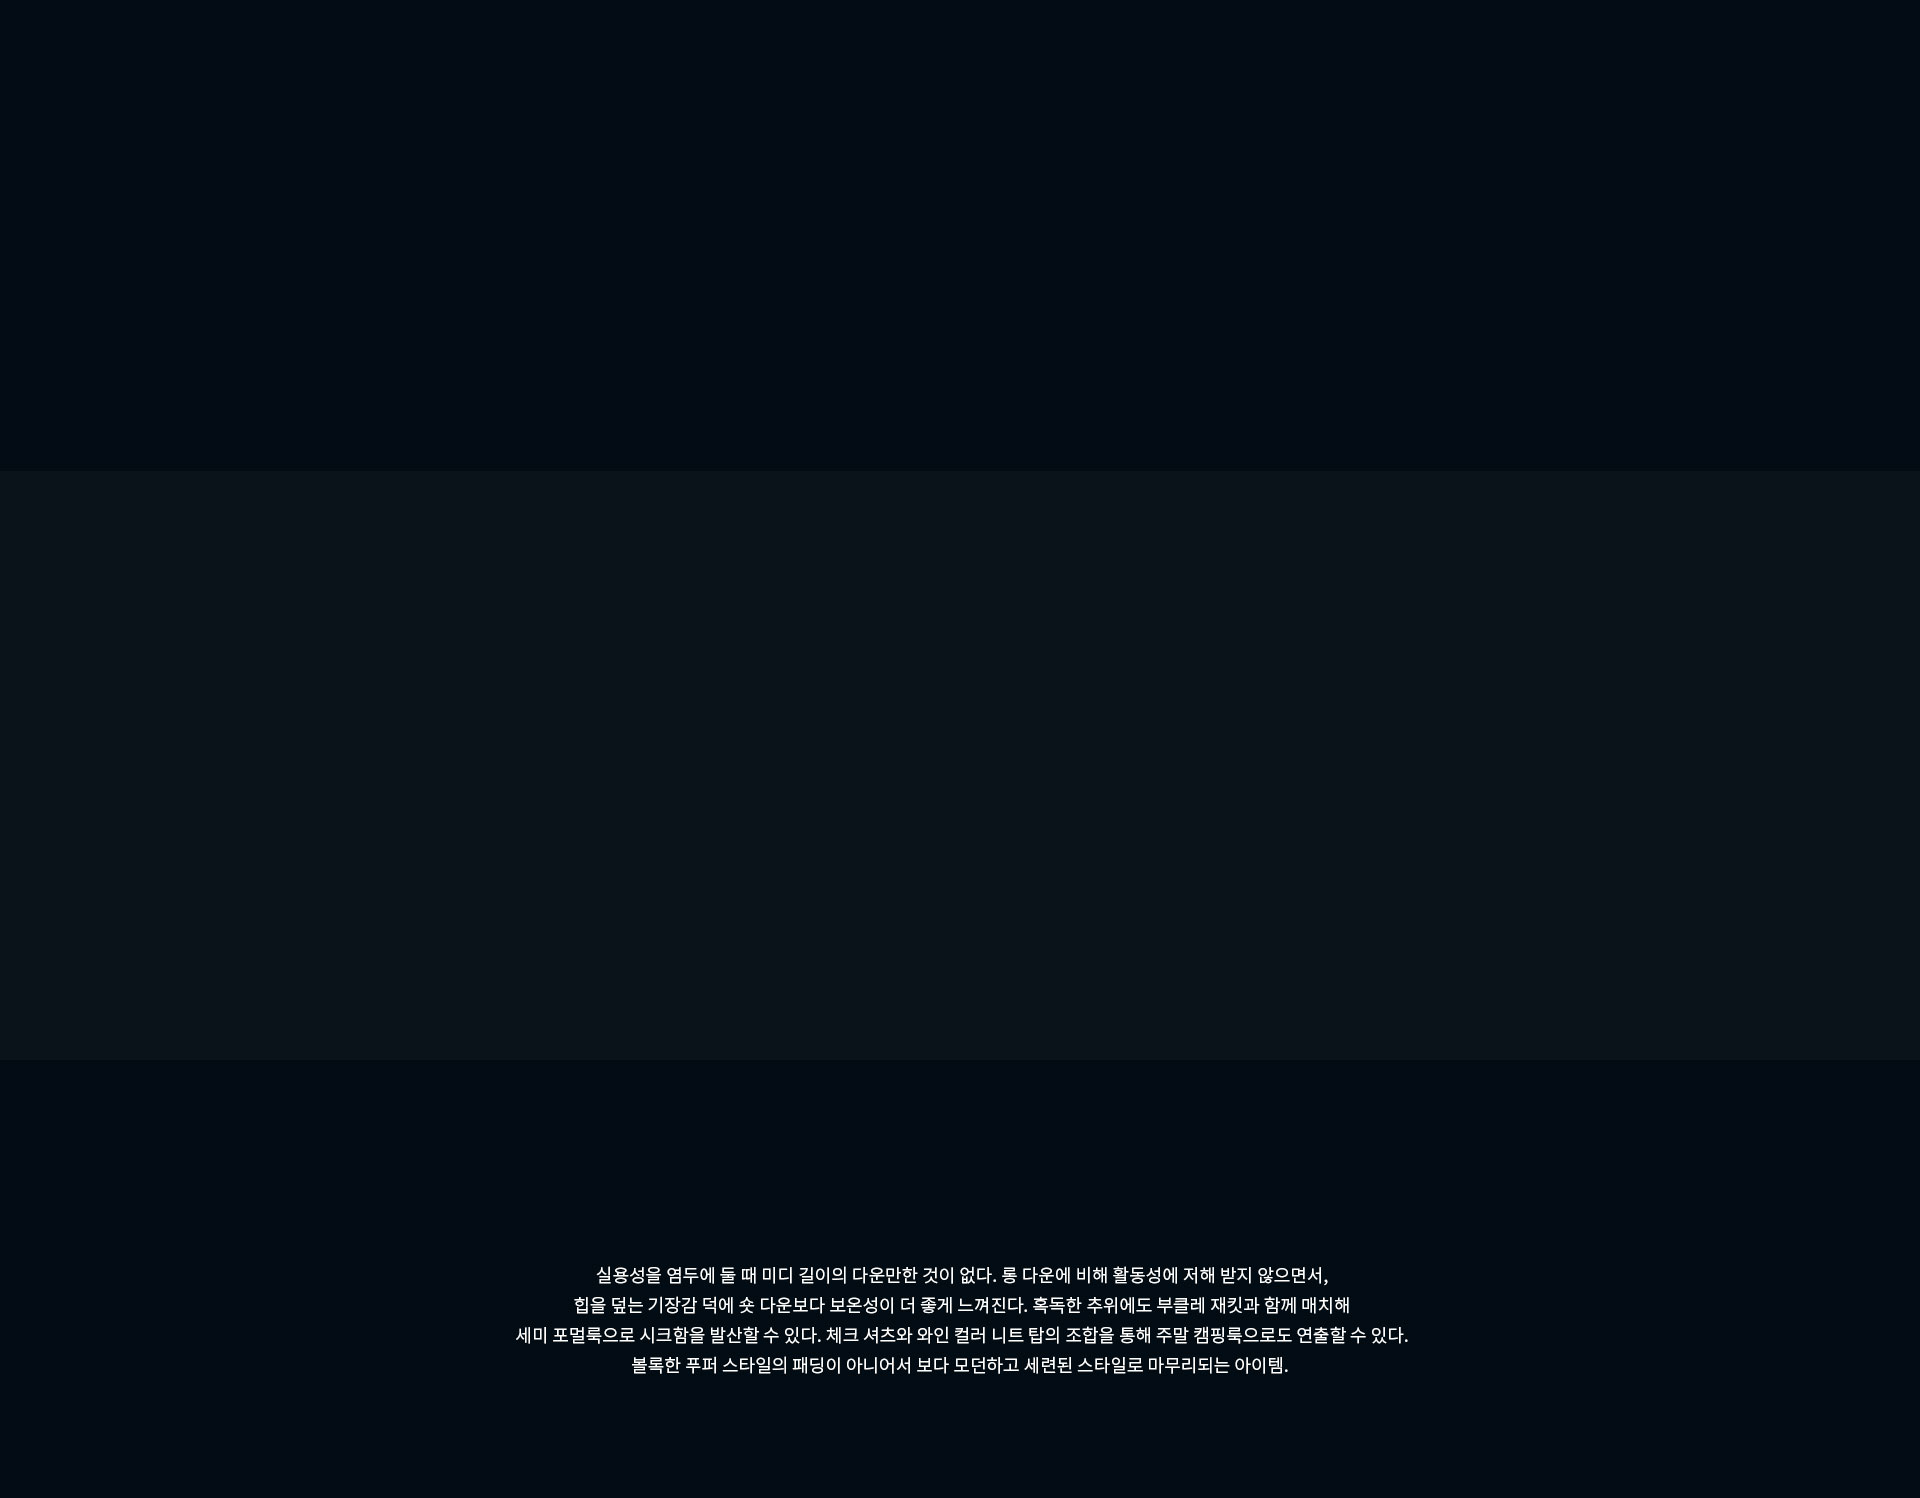 실용성을 염두에 둘 때 미디 길이의 다운만한 것이 없다. 롱 다운에 비해 활동성에 저해 받지 않으면서,
힙을 덮는 기장감 덕에 숏 다운보다 보온성이 더 좋게 느껴진다. 혹독한 추위에도 부클레 재킷과 함께 매치해
세미 포멀룩으로 시크함을 발산할 수 있다. 체크 셔츠와 와인 컬러 니트 탑의 조합을 통해 주말 캠핑룩으로도 연출할 수 있다.
볼록한 푸퍼 스타일의 패딩이 아니어서 보다 모던하고 세련된 스타일로 마무리되는 아이템.